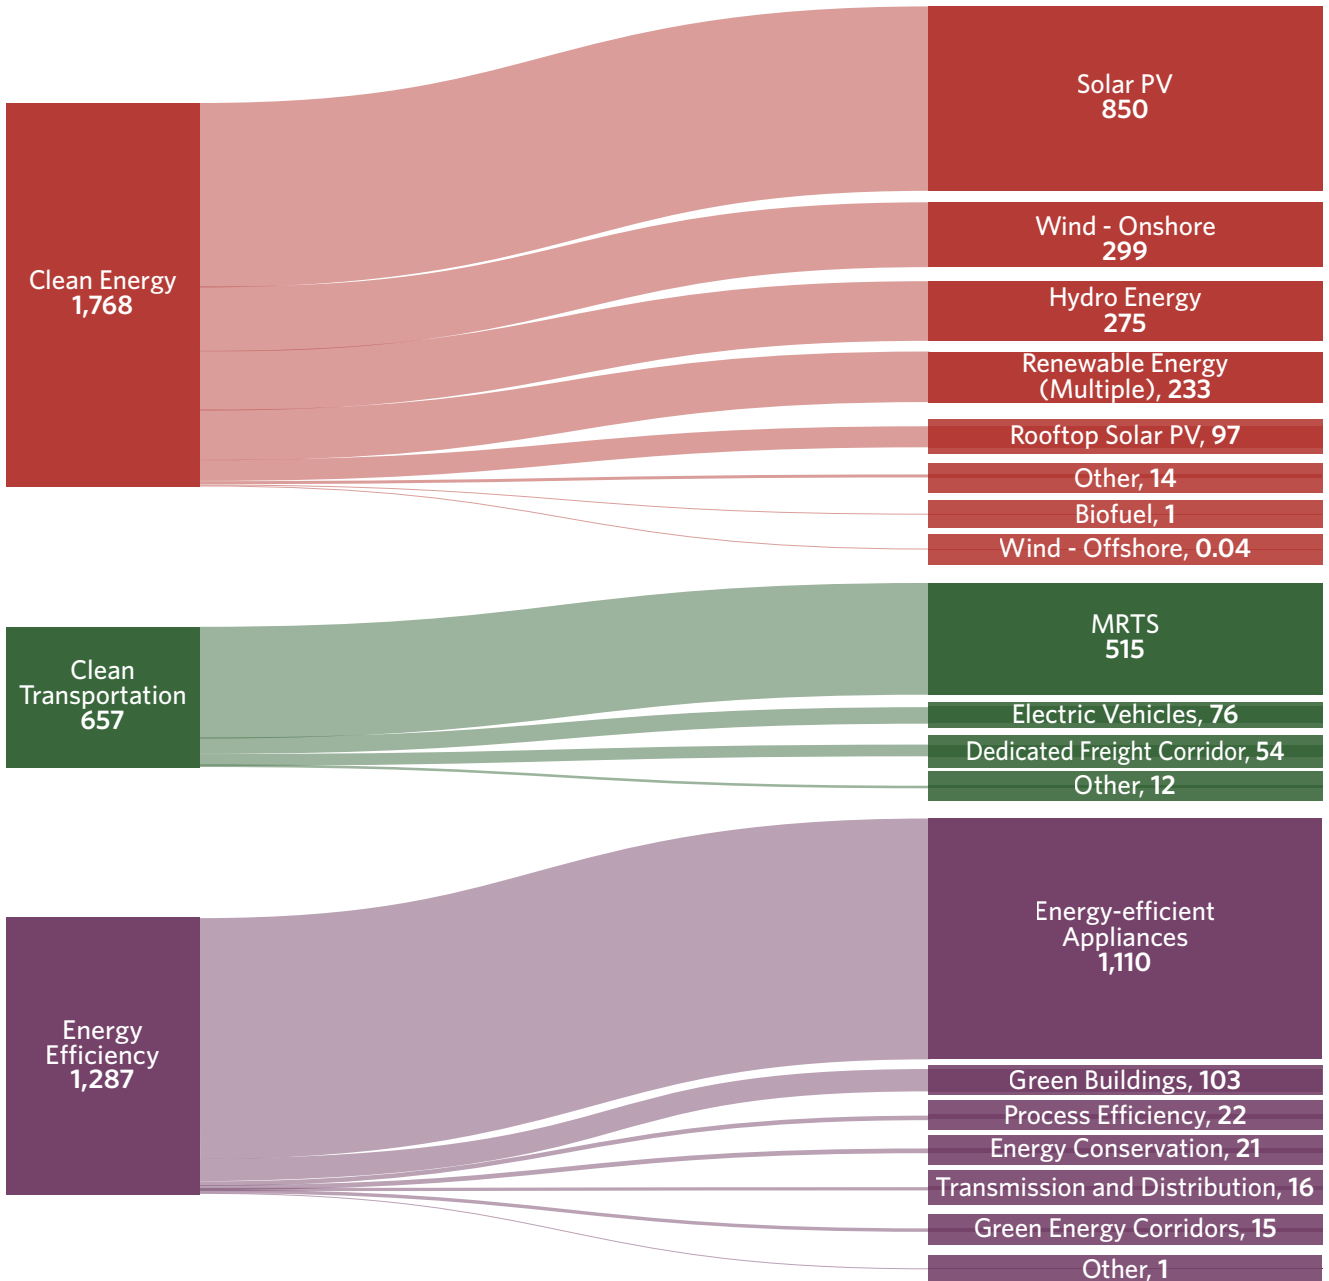 Clean Energy
1,768
Solar PV
850
Wind - Onshore
299
Hydro Energy
275
Renewable Energy
(Multiple), 233
Rooftop Solar PV, 97
Other, 14
Biofuel, 1
Wind - Offshore, 0.04
Clean
Transportation
657
MRTS
515
Electric Vehicles, 76
Dedicated Freight Corridor, 54
Other, 12
Energy
Efficiency
1,287
Energy-efficient
Appliances
1,110
Green Buildings, 103
Process Efficiency, 22
Energy Conservation, 21
Transmission and Distribution, 16
Green Energy Corridors, 15
Other, 1